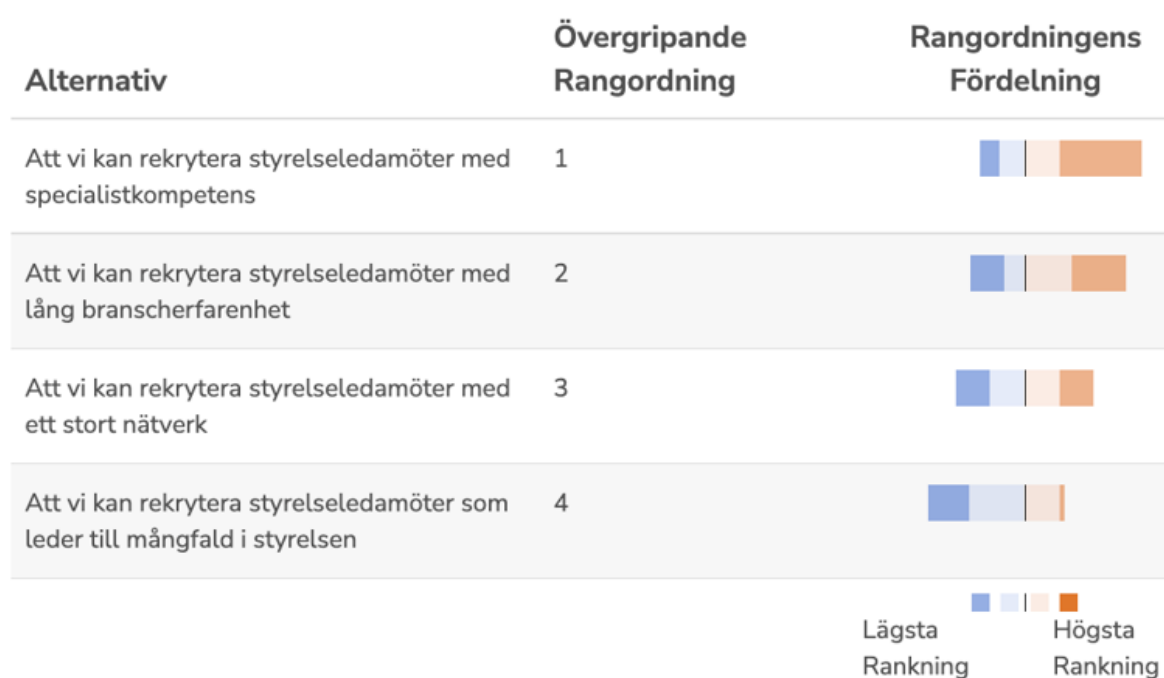 Alternativ
Övergripande
Rangordning
Rangordningens
Fördelning
Att vi kan rekrytera styrelseledamöter med
specialistkompetens
1
Att vi kan rekrytera styrelseledamöter med
lång branscherfarenhet
2
Att vi kan rekrytera styrelseledamöter med
ett stort nätverk
3
Att vi kan rekrytera styrelseledamöter som
leder till mångfald i styrelsen
4
Lägsta
Rankning
Högsta
Rankning